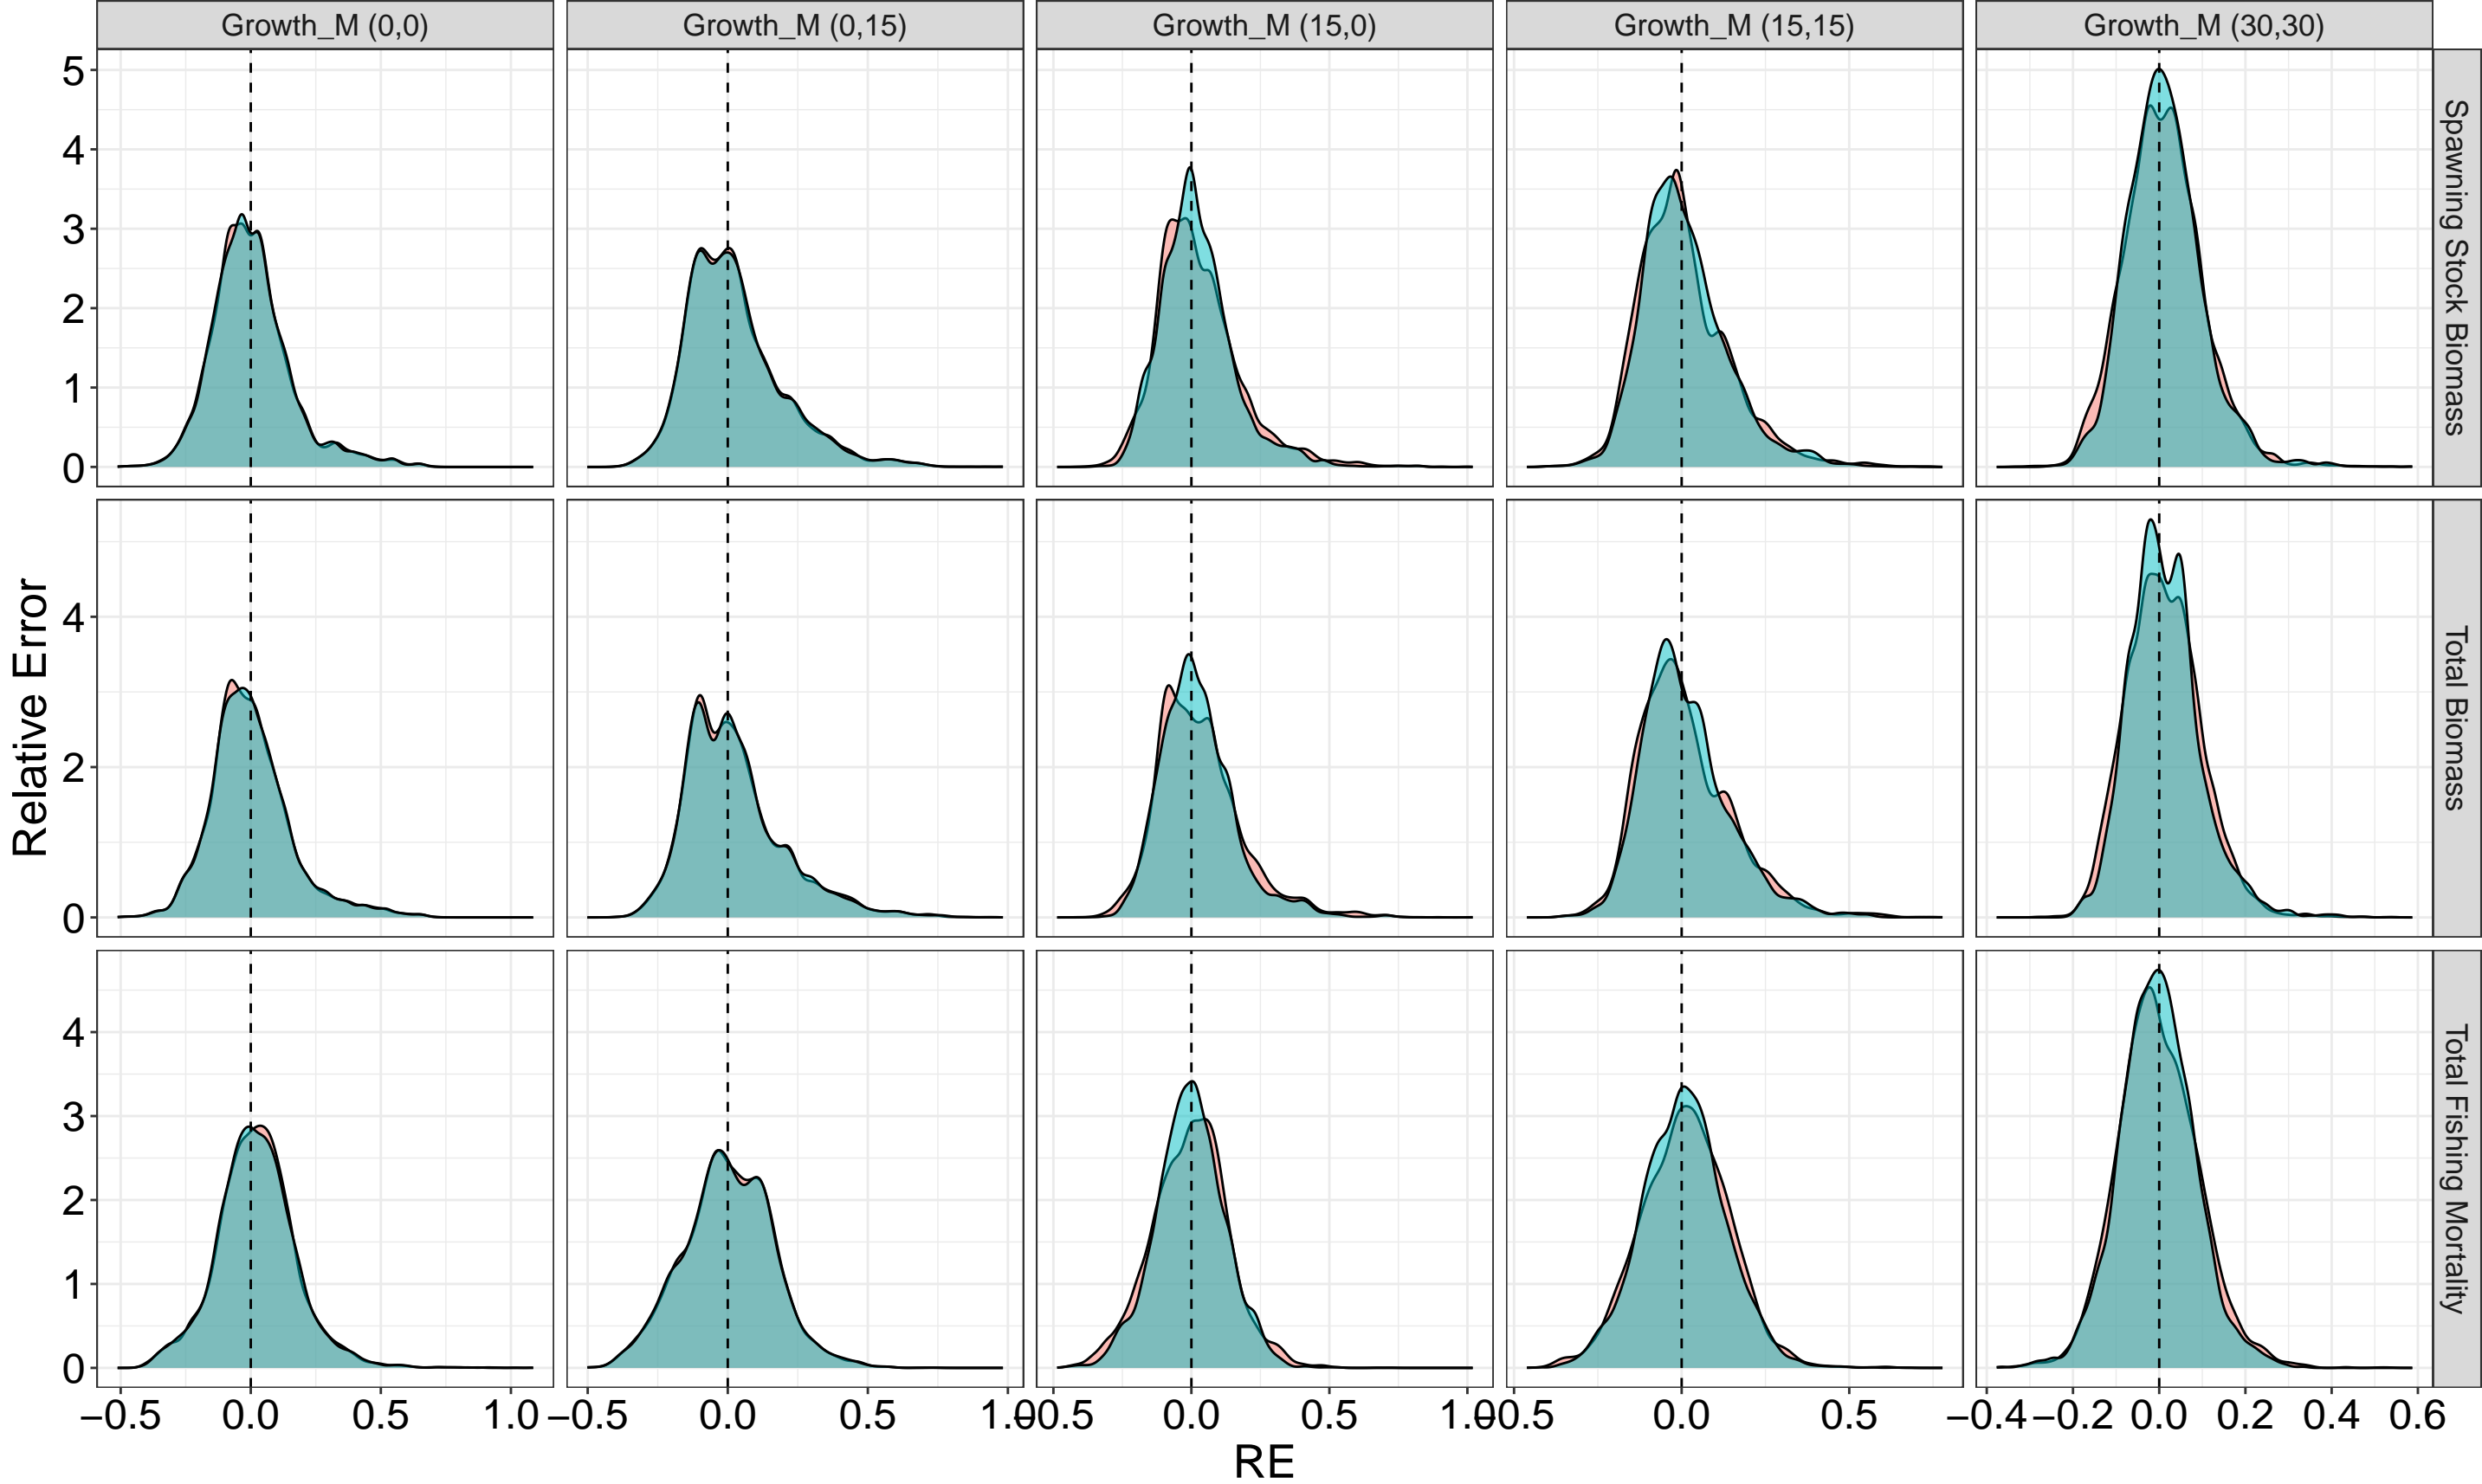 Growth_M (0,0) Growth_M (0,15) Growth_M (15,0) Growth_M (15,15) Growth_M (30,30)
5
4
3
2
1
0
Spawning Stock Biomass
4
2
0
Total Biomass
4
3
2
1
0
Total Fishing Mortality
Relative Error
−0.5 0.0 0.5 1.0 −0.5 0.0 0.5 1.0 −0.5 0.0 0.5 1.0 −0.5 0.0 0.5 −0.4 −0.2 0.0 0.2 0.4 0.6
RE